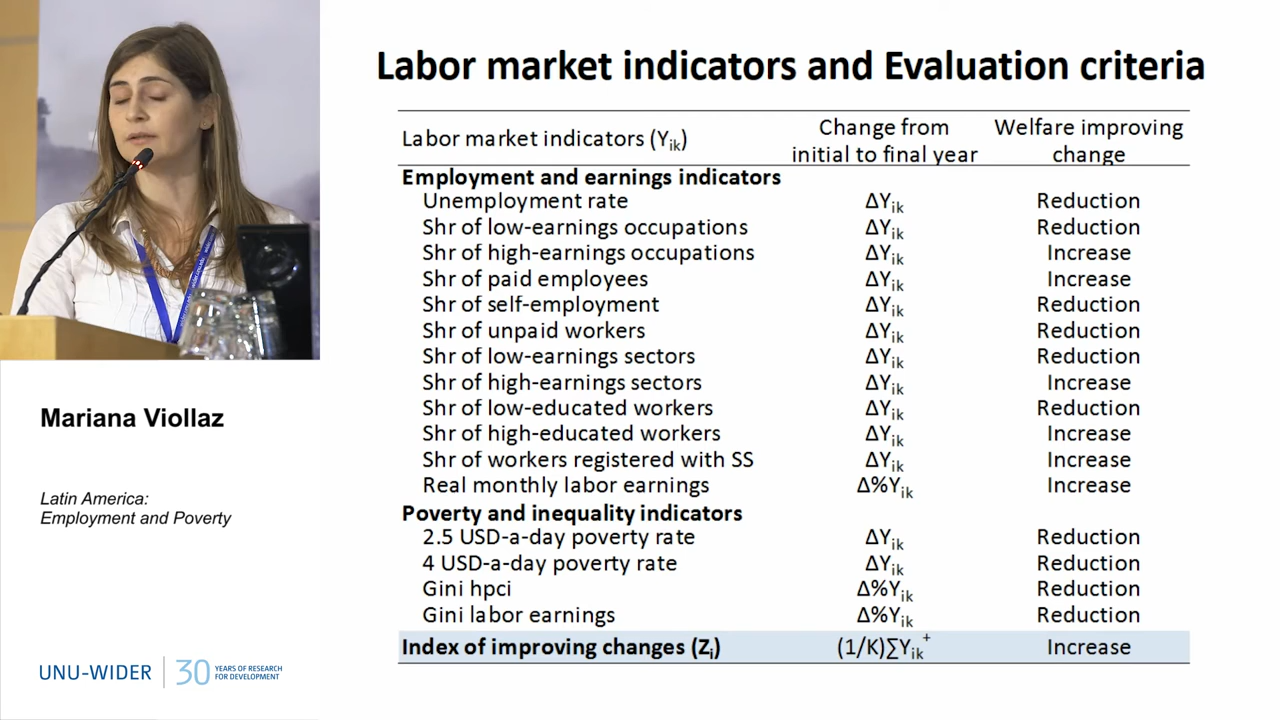 Labor market indicators and Evaluation criteria
Labor market indicators (Yik) Change from initial to final year Welfare improving change
Employment and earnings indicators
Unemployment rate ΔYik Reduction
Shr of low-earnings occupations ΔYik Reduction
Shr of high-earnings occupations ΔYik Increase
Shr of paid employees ΔYik Increase
Shr of self-employment ΔYik Reduction
Shr of unpaid workers ΔYik Reduction
Shr of low-earnings sectors ΔYik Reduction
Shr of high-earnings sectors ΔYik Increase
Shr of low-educated workers ΔYik Reduction
Shr of high-educated workers ΔYik Increase
Shr of workers registered with SS ΔYik Increase
Real monthly labor earnings Δ%Yik Increase
Poverty and inequality indicators
2.5 USD-a-day poverty rate ΔYik Reduction
4 USD-a-day poverty rate ΔYik Reduction
Gini hpci Δ%Yik Reduction
Gini labor earnings Δ%Yik Reduction
Index of improving changes (Zi) (1/K)∑Yik+ Increase
Mariana Viollaz
Latin America:
Employment and Poverty
UNU-WIDER
30 YEARS OF RESEARCH
FOR DEVELOPMENT